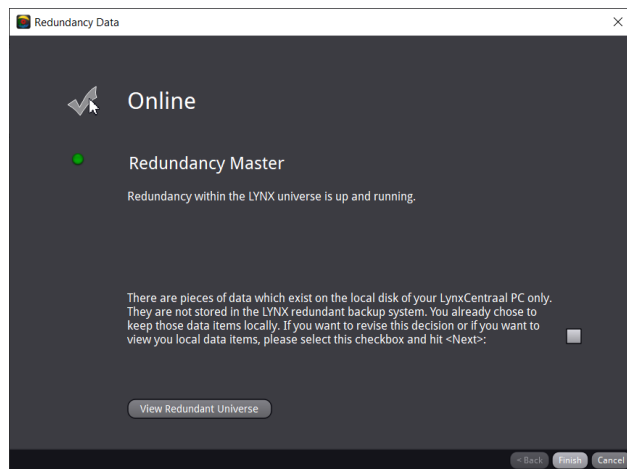 Redundancy Data
Online
Redundancy Master
Redundancy within the LYNX universe is up and running.
There are pieces of data which exist on the local disk of your LynxCentraal PC only.
They are not stored in the LYNX redundant backup system. You already chose to
keep those data items locally. If you want to revise this decision or if you want to
view you local data items, please select this checkbox and hit <Next>:
View Redundant Universe
< Back
Finish
Cancel